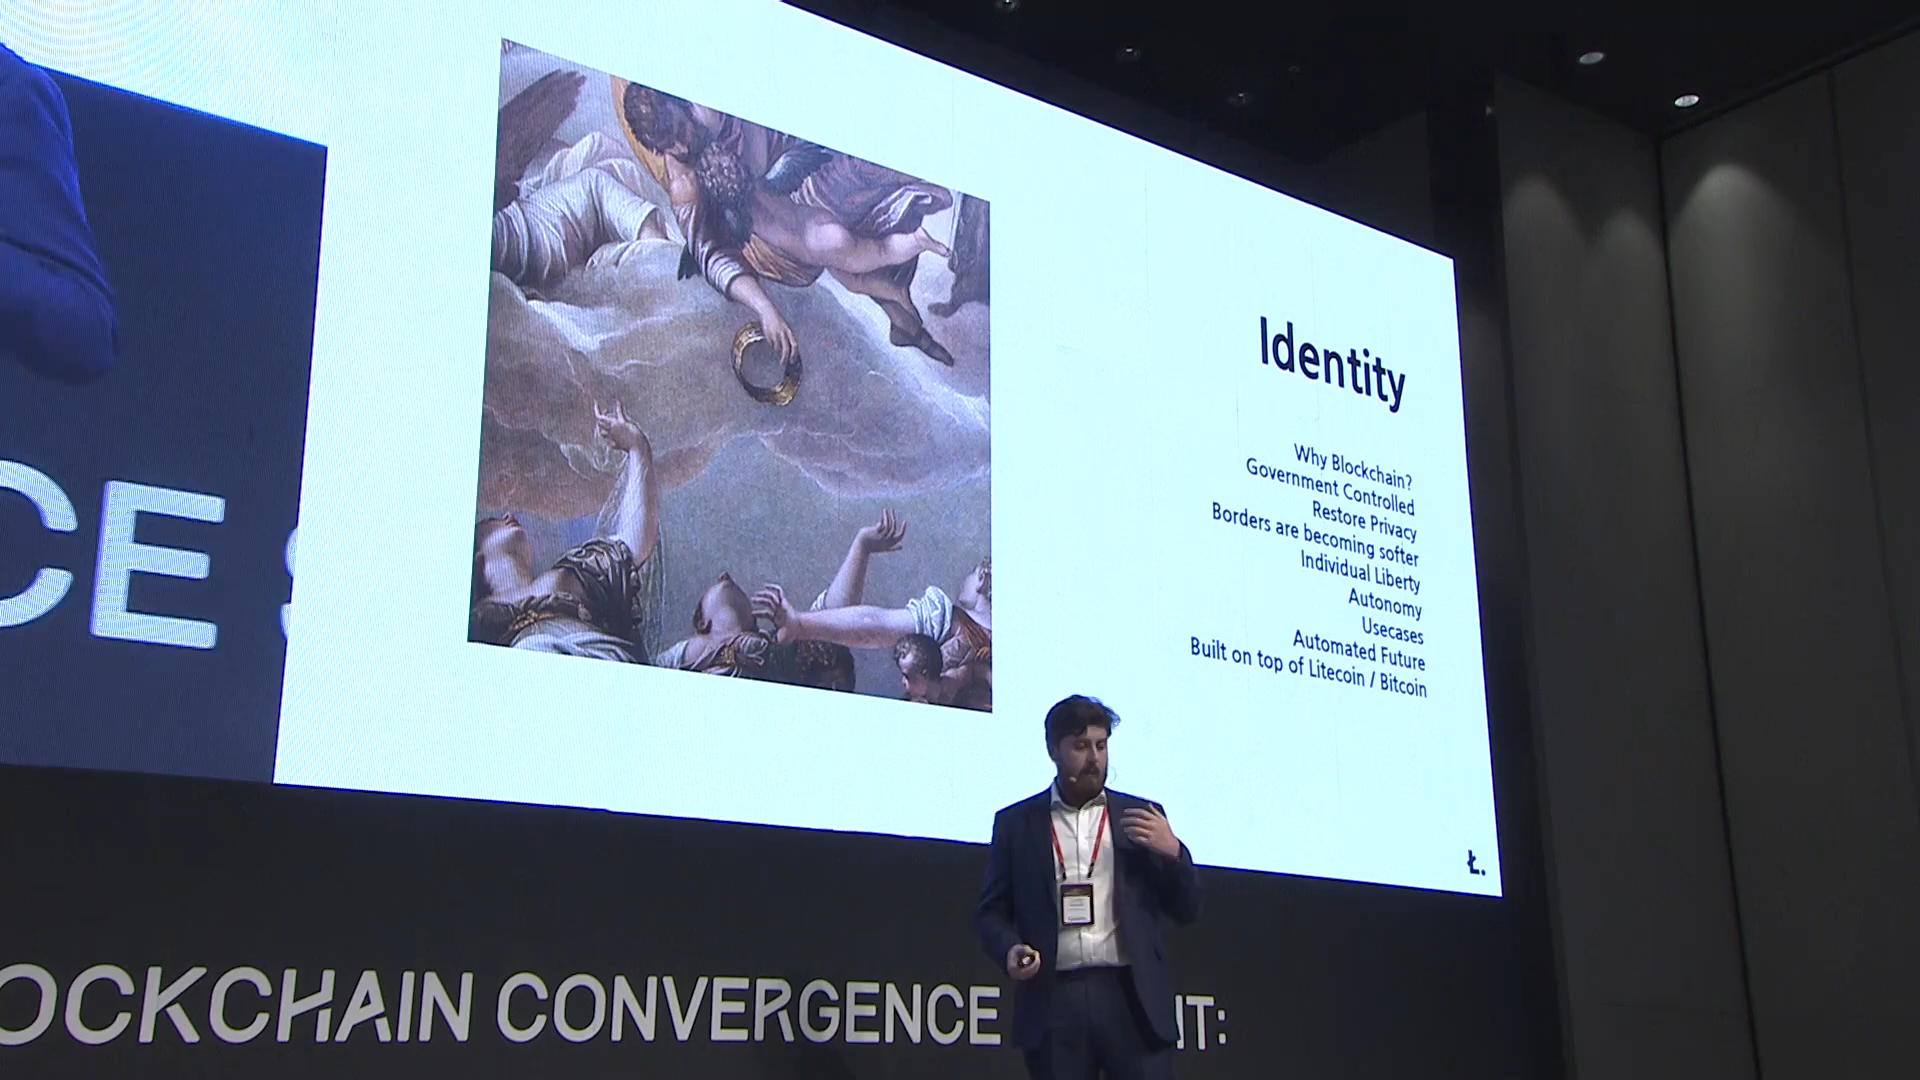 Identity
Why Blockchain?
Government Controlled
Restore Privacy
Borders are becoming softer
Individual Liberty
Autonomy
Usecases
Automated Future
Built on top of Litecoin / Bitcoin
Ł.
CE
OCKCHAIN CONVERGENCE IT: